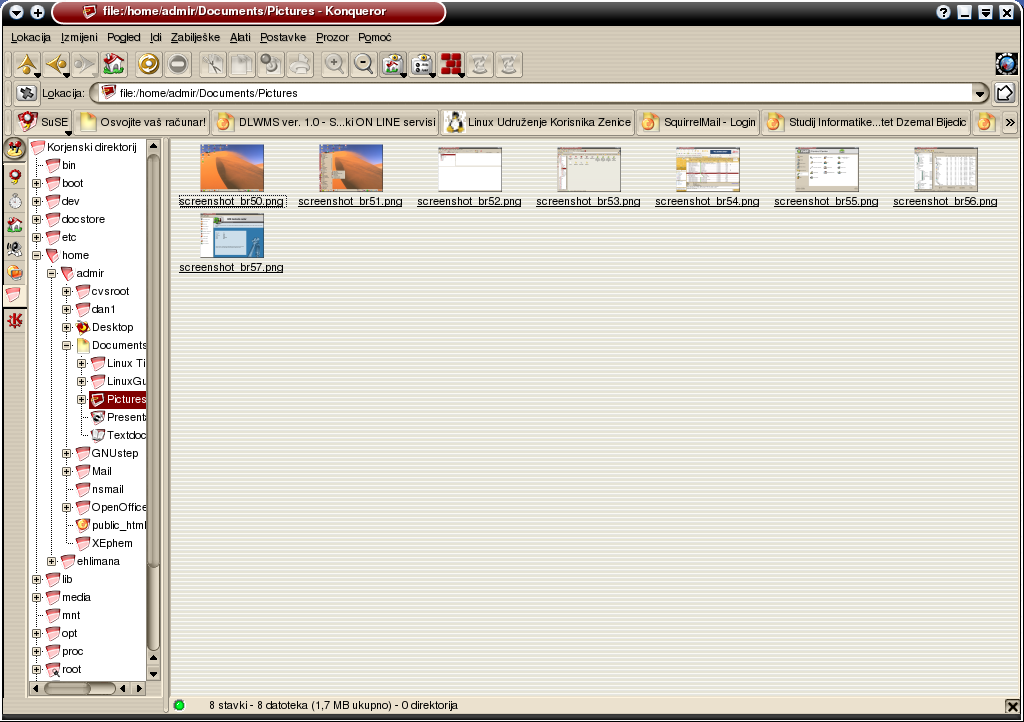 file:/home/admir/Documents/Pictures - Konqueror
Lokacija Izmijeni Pogled Idi Zabilješke Alati Postavke Prozor Pomoć
Lokacija: file:/home/admir/Documents/Pictures
SuSE Osvojite vaš računar! DLWMS ver. 1.0 - S...ki ON LINE servisi Linux Udruženje Korisnika Zenice SquirrelMail - Login Studij Informatike...tet Dzemal Bijedic
Korjenski direktorij
bin
boot
dev
docstore
etc
home
admir
cvsroot
dan1
Desktop
Documents
Linux Ti
LinuxGu
Pictures
Present
Textdoc
GNUstep
Mail
nsmail
OpenOffice
public_html
XEphem
ehlimana
lib
media
mnt
opt
proc
root
screenshot_br50.png screenshot_br51.png screenshot_br52.png screenshot_br53.png screenshot_br54.png screenshot_br55.png screenshot_br56.png
screenshot_br57.png
8 stavki - 8 datoteka (1,7 MB ukupno) - 0 direktorija